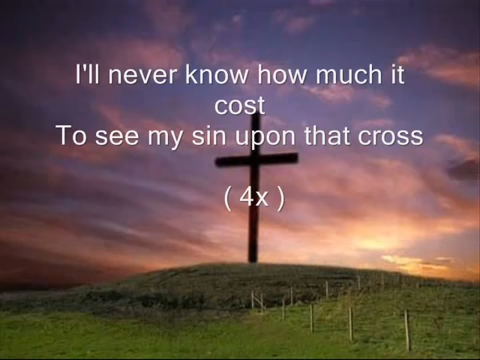 I'll never know how much it
cost
To see my sin upon that cross
( 4x )